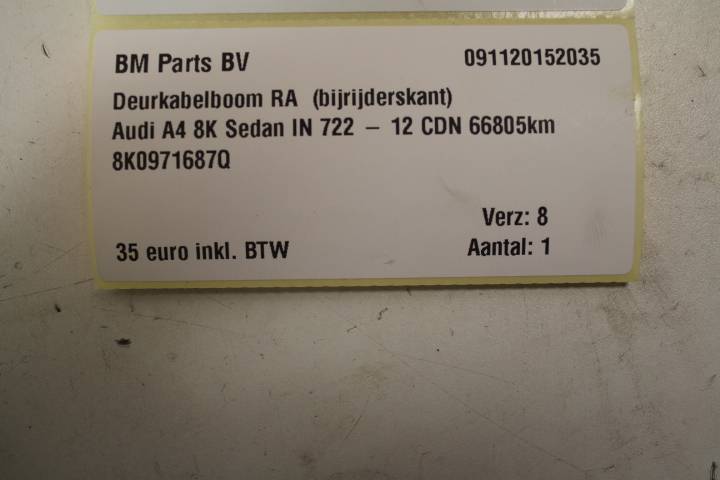 BM Parts BV 091120152035
Deurkabelboom RA (bijrijderskant)
Audi A4 8K Sedan IN 722 – 12 CDN 66805km
8K0971687Q
Verz: 8
35 euro inkl. BTW Aantal: 1